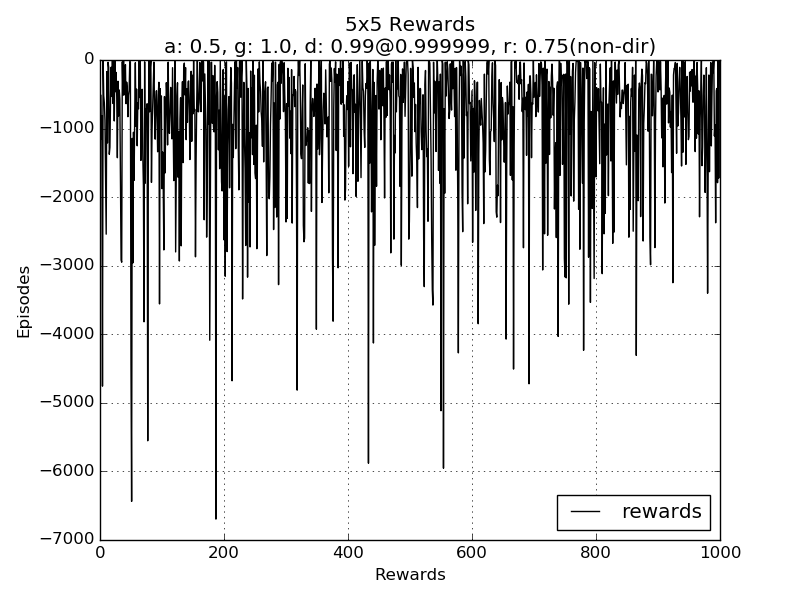 5x5 Rewards
a: 0.5, g: 1.0, d: 0.99@0.999999, r: 0.75(non-dir)
0
−1000
−2000
−3000
−4000
−5000
−6000
−7000
Episodes
0 200 400 600 800 1000
Rewards
rewards